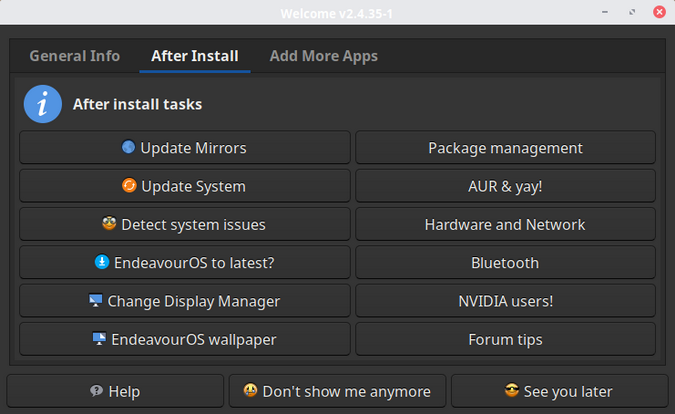 Welcome v2.4.35-1
General Info After Install Add More Apps
After install tasks
Update Mirrors Package management
Update System AUR & yay!
Detect system issues Hardware and Network
EndeavourOS to latest? Bluetooth
Change Display Manager NVIDIA users!
EndeavourOS wallpaper Forum tips
Help Don't show me anymore See you later